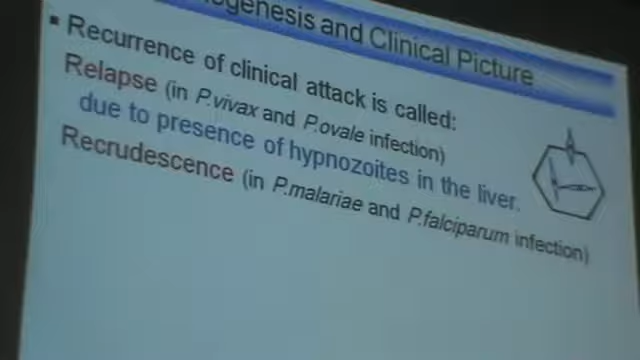 and Clinical Picture
▪ Recurrence of clinical attack is called:
Relapse (in P.vivax and P.ovale infection)
due to presence of hypnozoites in the liver.
Recrudescence (in P.malariae and P.falciparum infection)